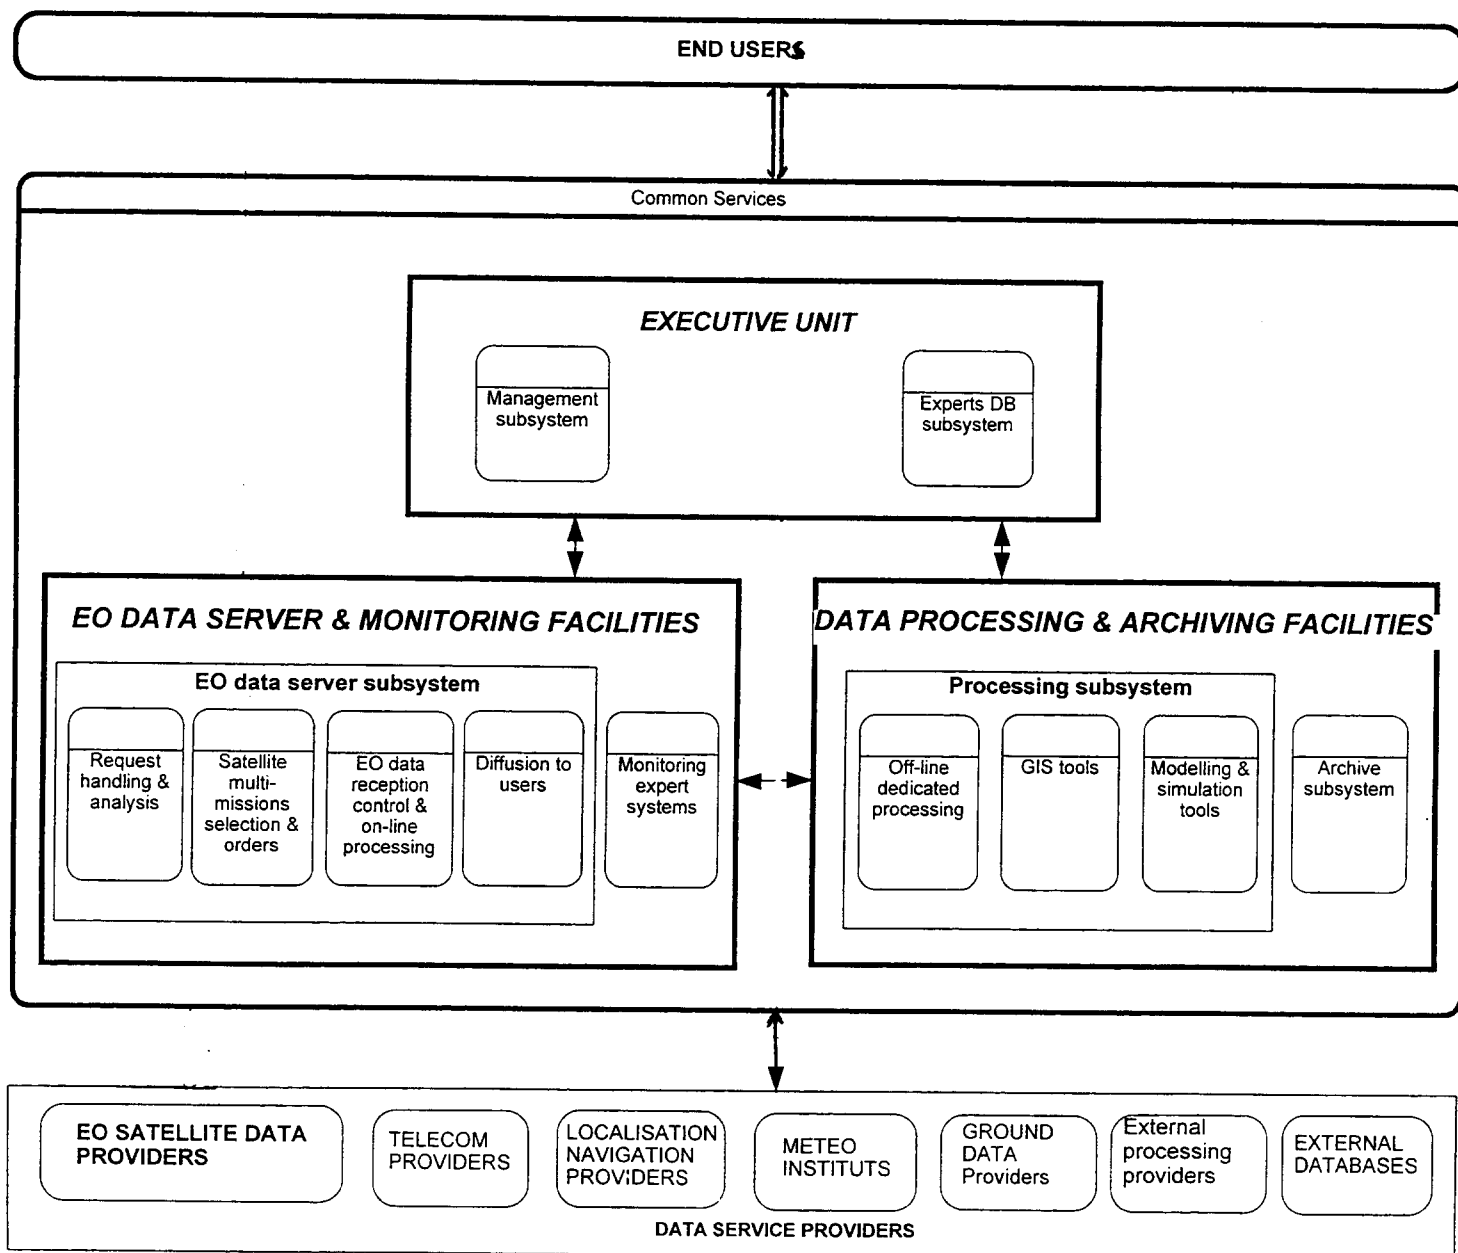 END USERS
Common Services
EXECUTIVE UNIT
Management
subsystem
Experts DB
subsystem
EO DATA SERVER & MONITORING FACILITIES
EO data server subsystem
Request
handling &
analysis
Satellite
multi-
missions
selection &
orders
EO data
reception
control &
on-line
processing
Diffusion to
users
Monitoring
expert
systems
DATA PROCESSING & ARCHIVING FACILITIES
Processing subsystem
Off-line
dedicated
processing
GIS tools
Modelling &
simulation
tools
Archive
subsystem
EO SATELLITE DATA
PROVIDERS
TELECOM
PROVIDERS
LOCALISATION
NAVIGATION
PROVIDERS
METEO
INSTITUTS
GROUND
DATA
Providers
External
processing
providers
EXTERNAL
DATABASES
DATA SERVICE PROVIDERS